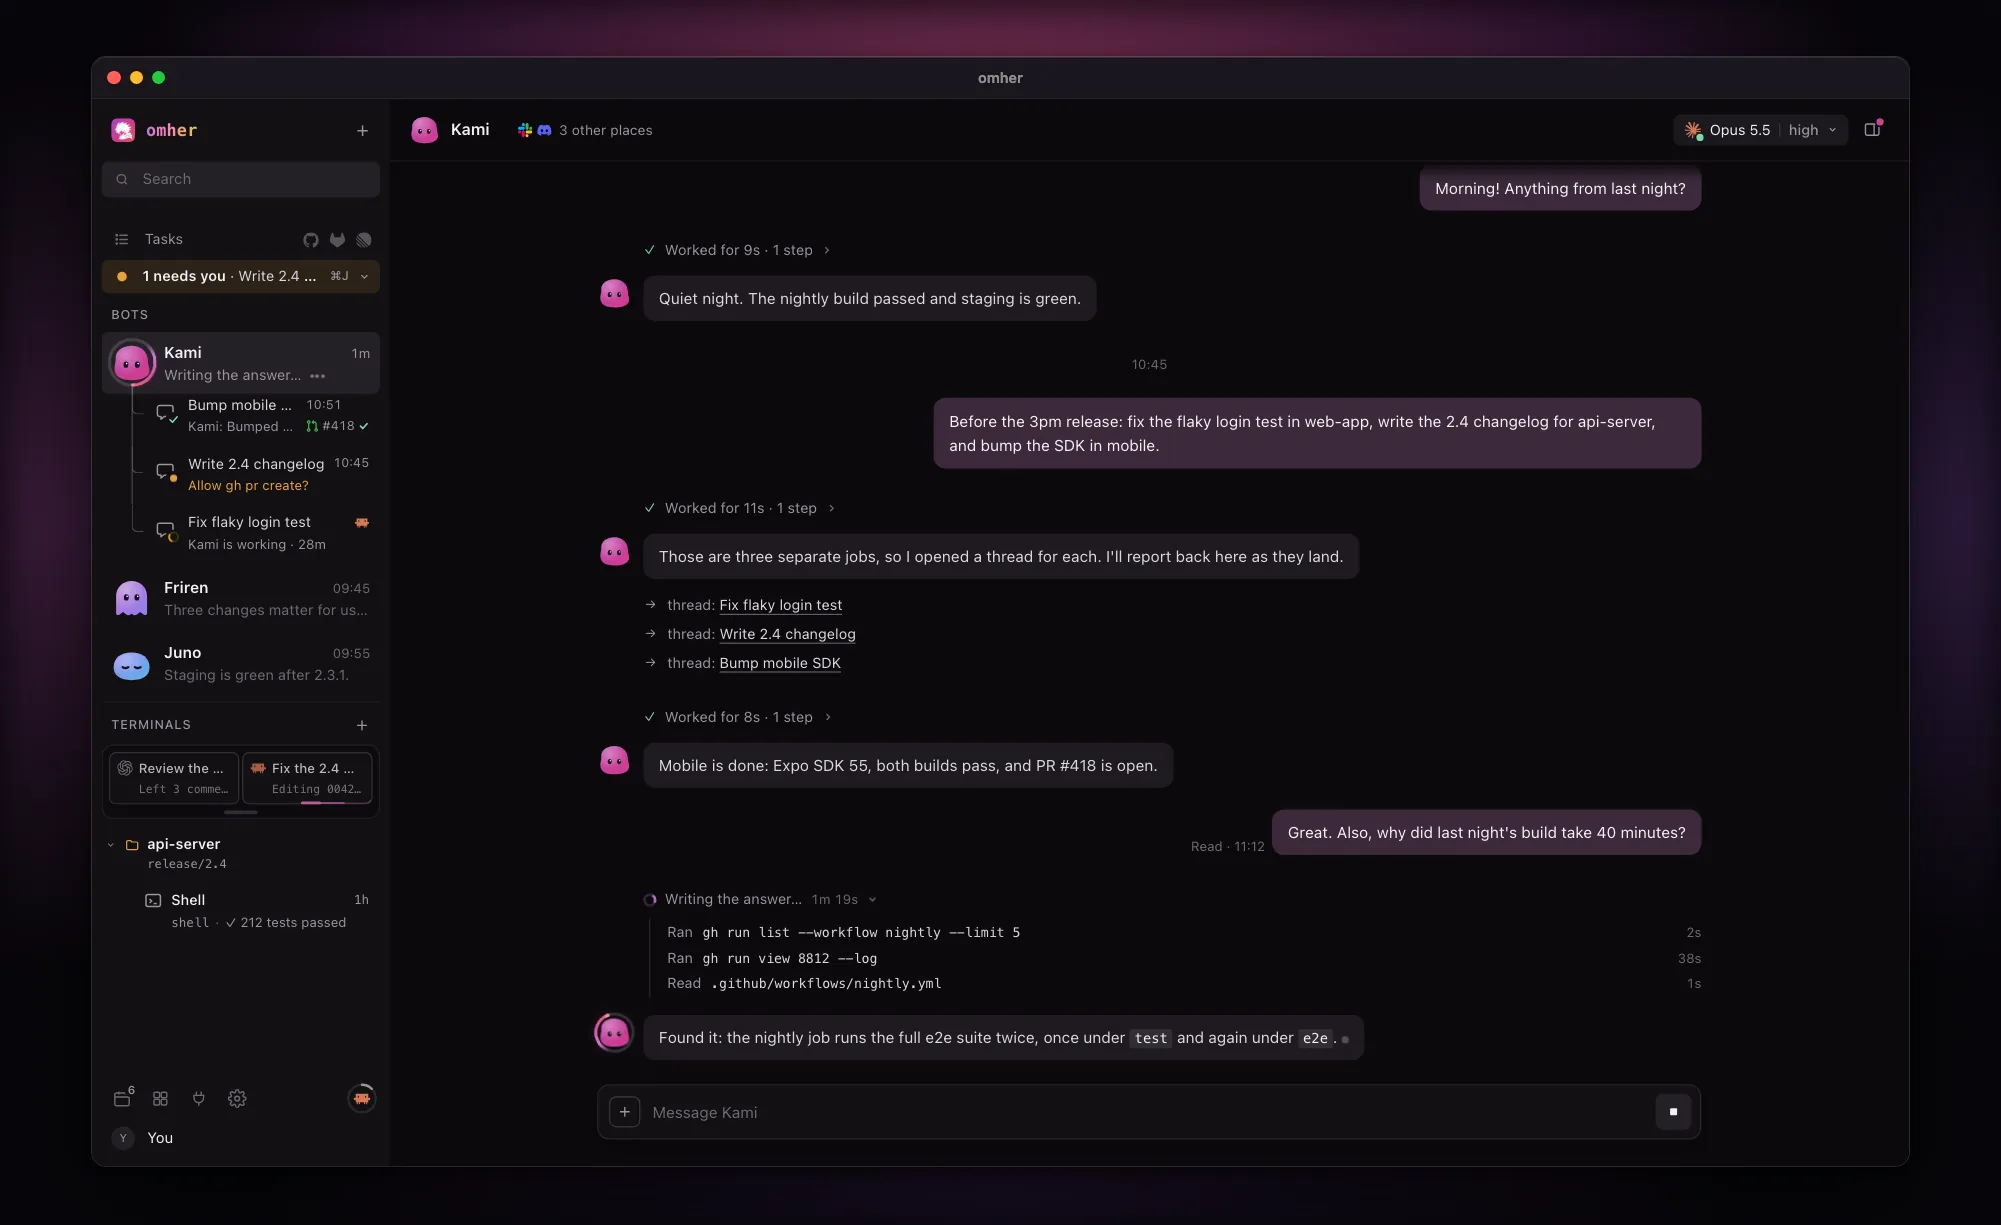 omher
omher
Search
Tasks
1 needs you · Write 2.4 ... ⌘J
BOTS
Kami 1m
Writing the answer...
Bump mobile ... 10:51
Kami: Bumped ... #418
Write 2.4 changelog 10:45
Allow gh pr create?
Fix flaky login test
Kami is working · 28m
Friren 09:45
Three changes matter for us...
Juno 09:55
Staging is green after 2.3.1.
TERMINALS
Review the ...
Left 3 comme…
Fix the 2.4 ...
Editing 0042…
api-server
release/2.4
Shell 1h
shell · ✓ 212 tests passed
6
Y You
Kami 3 other places
Opus 5.5 high
Morning! Anything from last night?
Worked for 9s · 1 step
Quiet night. The nightly build passed and staging is green.
10:45
Before the 3pm release: fix the flaky login test in web-app, write the 2.4 changelog for api-server,
and bump the SDK in mobile.
Worked for 11s · 1 step
Those are three separate jobs, so I opened a thread for each. I'll report back here as they land.
→ thread: Fix flaky login test
→ thread: Write 2.4 changelog
→ thread: Bump mobile SDK
Worked for 8s · 1 step
Mobile is done: Expo SDK 55, both builds pass, and PR #418 is open.
Great. Also, why did last night's build take 40 minutes?
Read · 11:12
Writing the answer... 1m 19s
Ran gh run list --workflow nightly --limit 5 2s
Ran gh run view 8812 --log 38s
Read .github/workflows/nightly.yml 1s
Found it: the nightly job runs the full e2e suite twice, once under test and again under e2e.
Message Kami